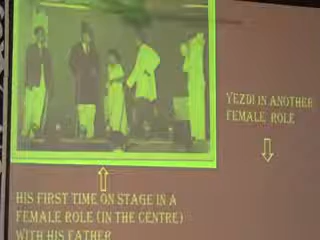 YEZDI IN ANOTHER
FEMALE ROLE
HIS FIRST TIME ON STAGE IN A
FEMALE ROLE (IN THE CENTRE)
WITH HIS FATHER